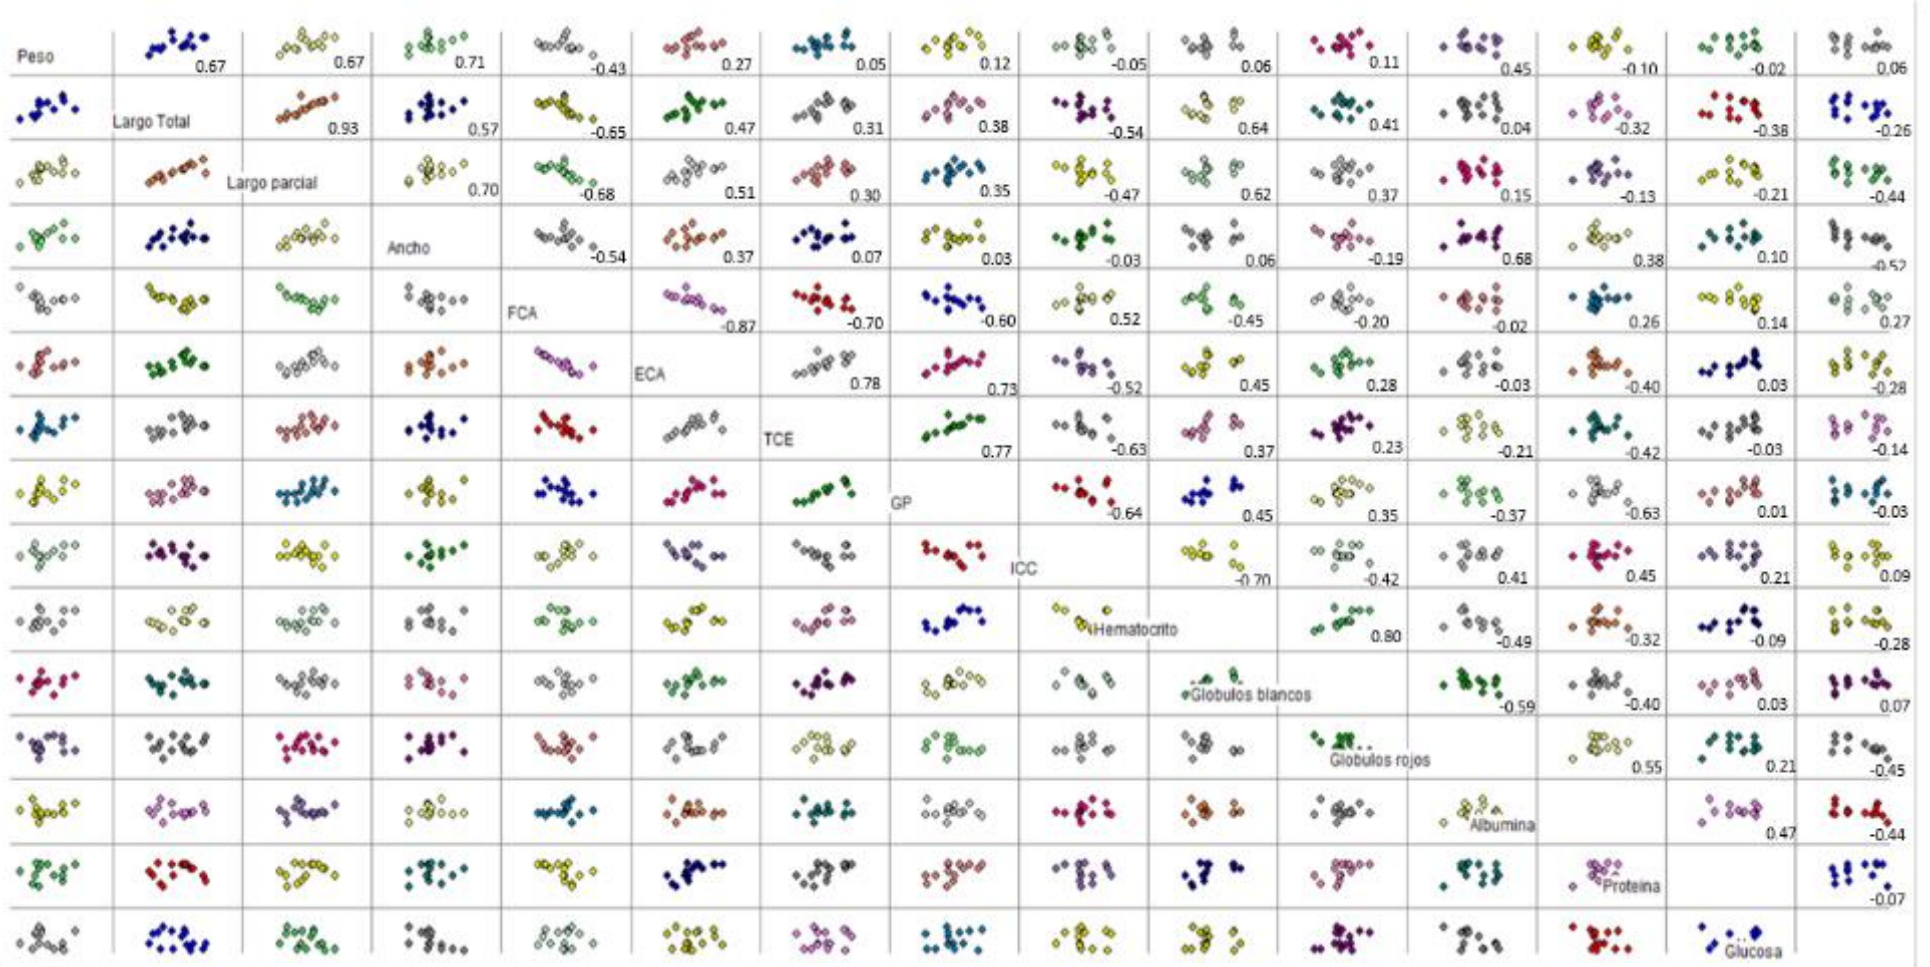 Peso 0.67 0.67 0.71 -0.43 0.27 0.05 0.12 -0.05 0.06 0.11 0.45 -0.10 -0.02 0.06
Largo Total 0.93 0.57 -0.65 0.47 0.31 0.38 -0.54 0.64 0.41 0.04 -0.32 -0.38 -0.26
Largo parcial 0.70 -0.68 0.51 0.30 0.35 -0.47 0.62 0.37 0.15 -0.13 -0.21 -0.44
Ancho -0.54 0.37 0.07 0.03 -0.03 0.06 -0.19 0.68 0.38 0.10 -0.52
FCA -0.87 -0.70 -0.60 0.52 -0.45 -0.20 -0.02 0.26 0.14 0.27
ECA 0.78 0.73 -0.52 0.45 0.28 -0.03 -0.40 0.03 -0.28
TCE 0.77 -0.63 0.37 0.23 -0.21 -0.42 -0.03 -0.14
GP -0.64 0.45 0.35 -0.37 -0.63 0.01 -0.03
ICC -0.70 -0.42 0.41 0.45 0.21 0.09
Hematocrito 0.80 -0.49 -0.32 -0.09 -0.28
Globulos blancos -0.59 -0.40 0.03 0.07
Globulos rojos 0.55 0.21 -0.45
Albumina 0.47 -0.44
Proteina -0.07
Glucosa